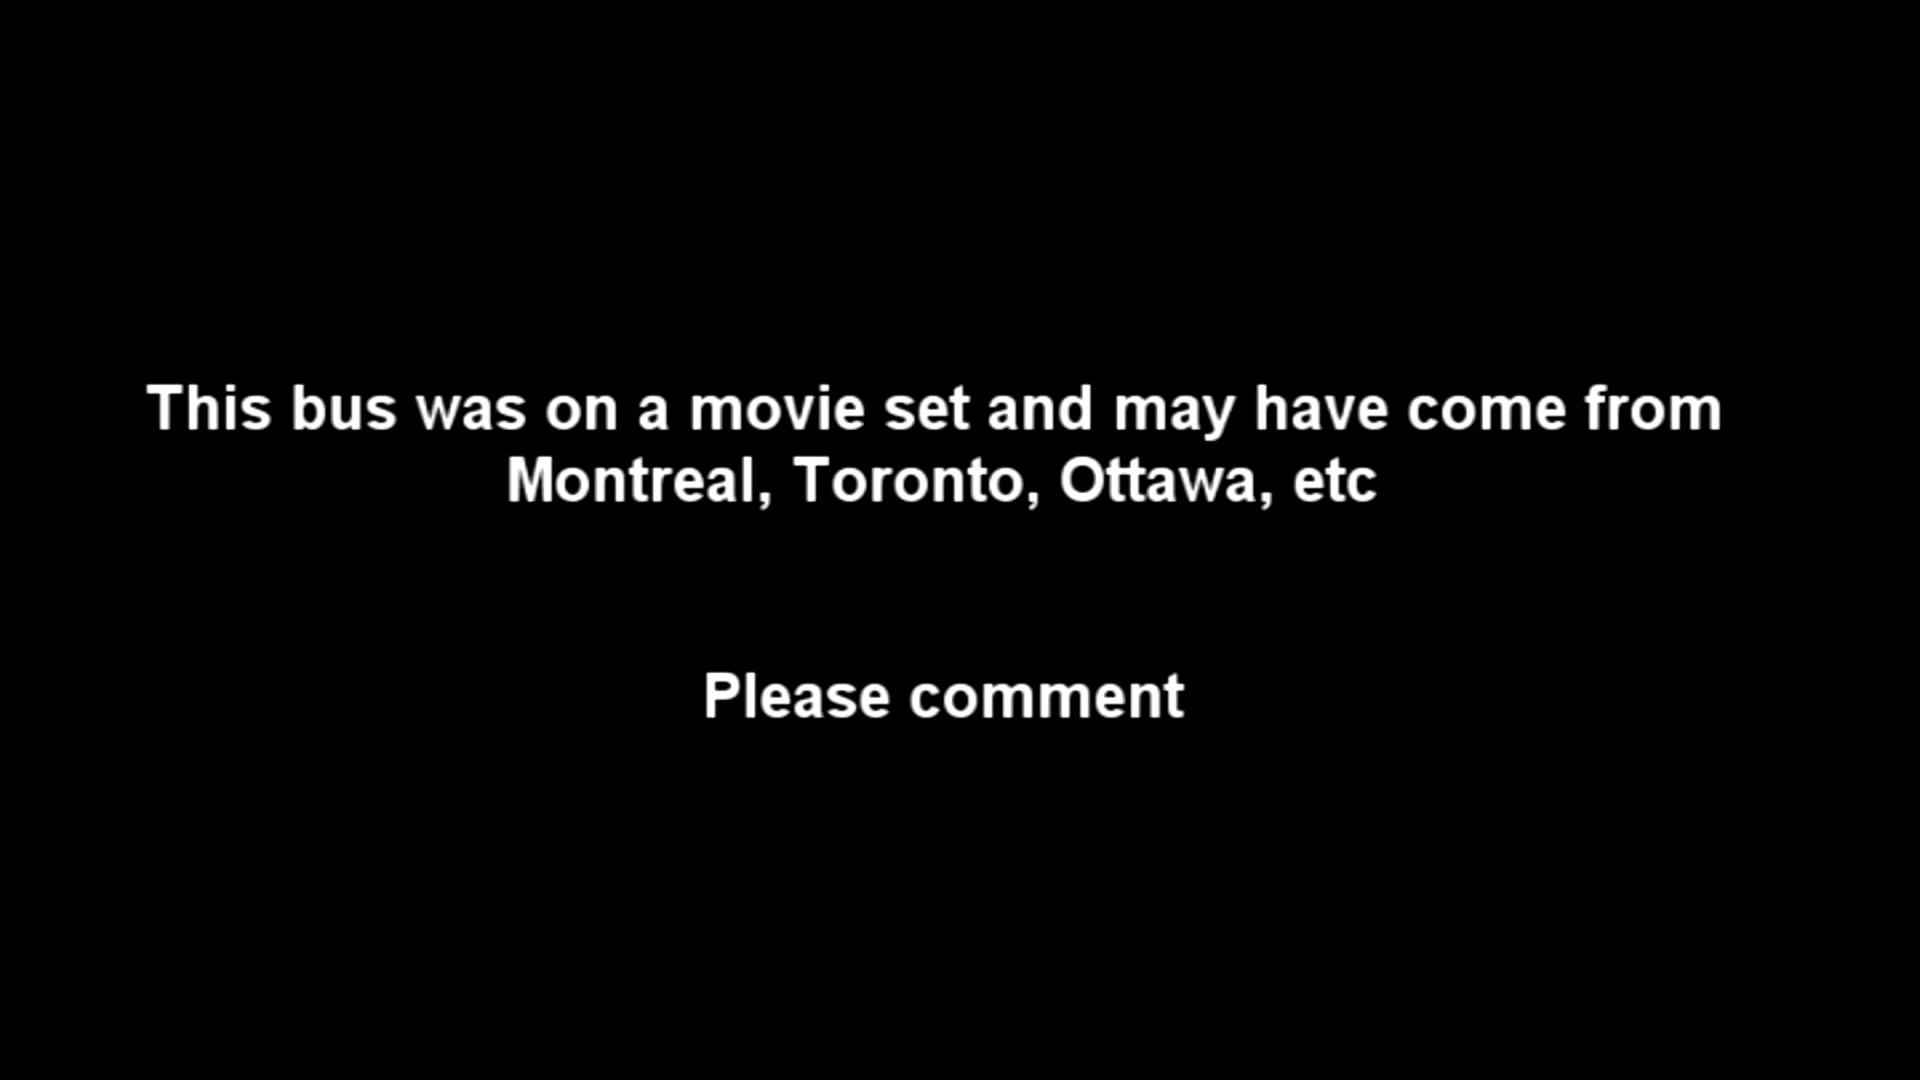 This bus was on a movie set and may have come from
Montreal, Toronto, Ottawa, etc
Please comment